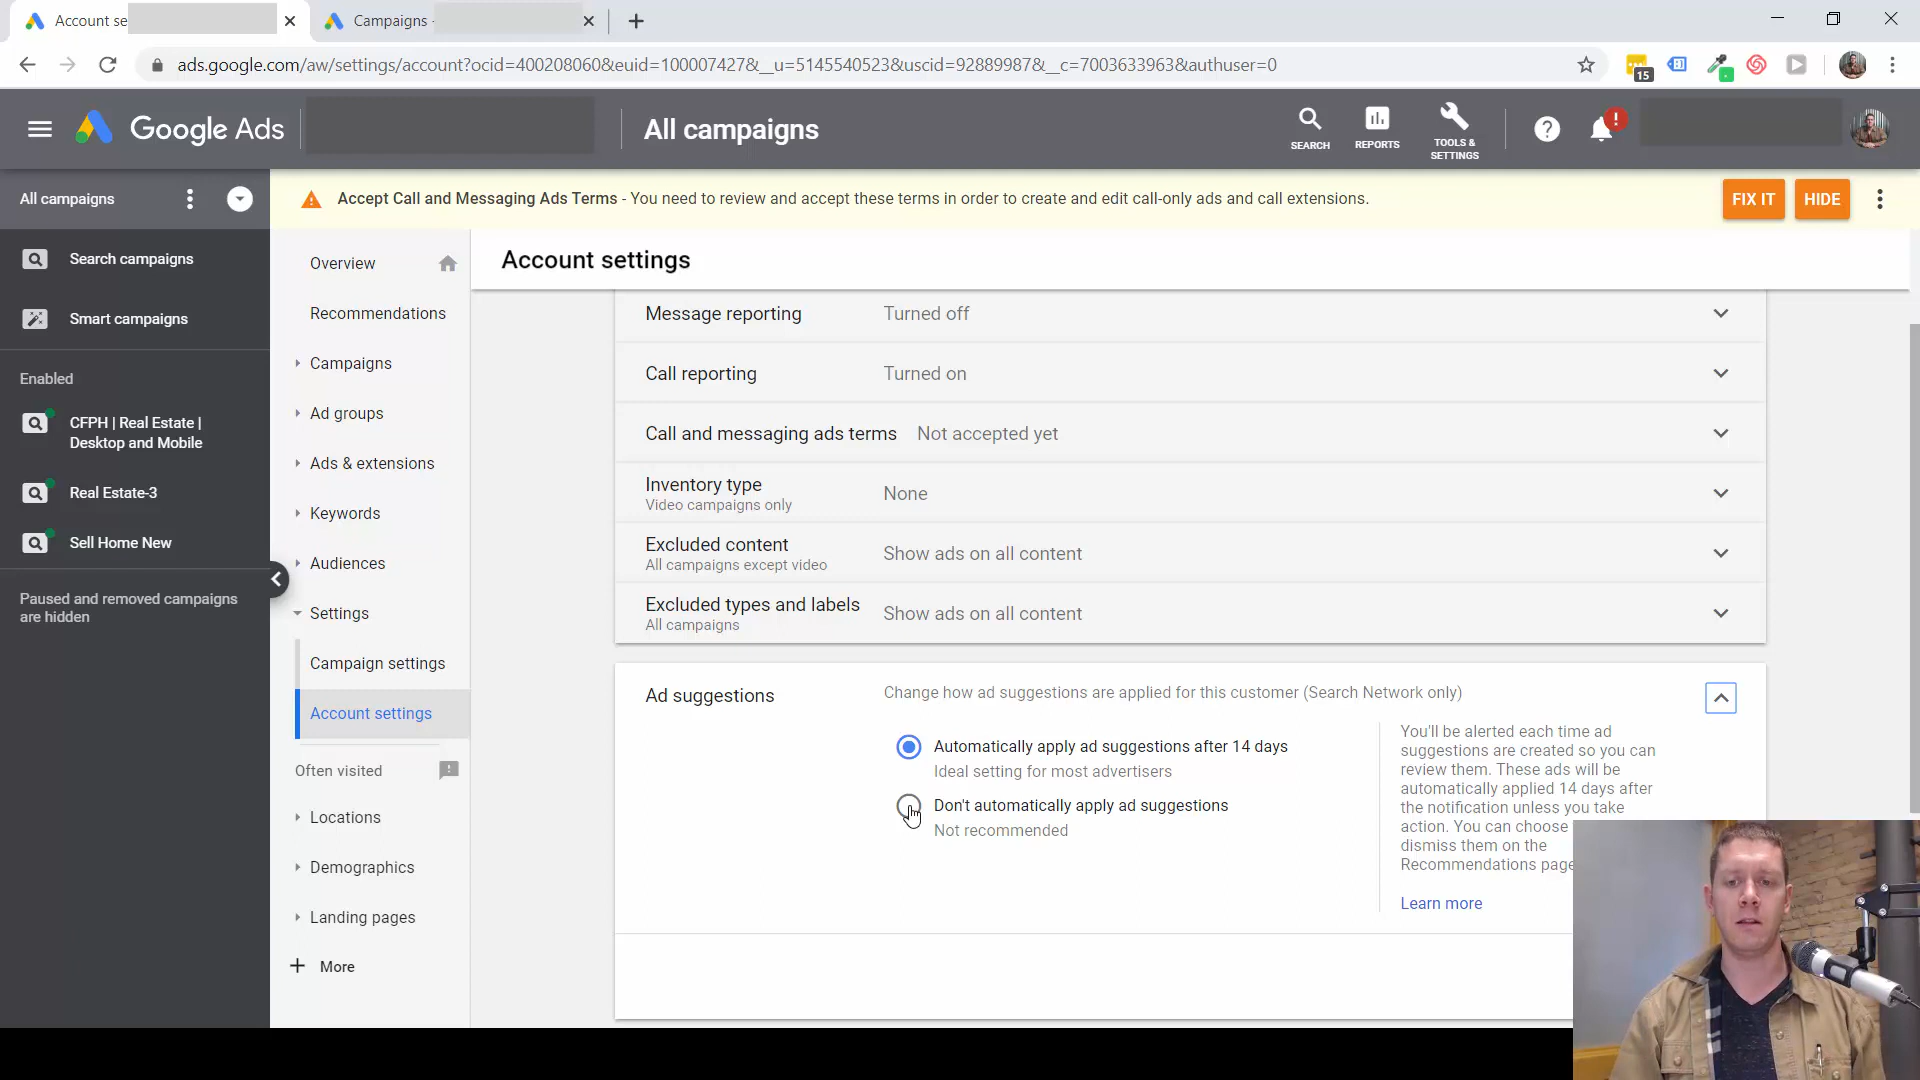 Account se
Campaigns -
ads.google.com/aw/settings/account?ocid=400208060&euid=100007427&__u=5145540523&uscid=92889987&__c=7003633963&authuser=0
15
Google Ads
All campaigns
SEARCH
REPORTS
TOOLS &
SETTINGS
?
!
All campaigns
Accept Call and Messaging Ads Terms - You need to review and accept these terms in order to create and edit call-only ads and call extensions.
FIX IT
HIDE
Search campaigns
Smart campaigns
Enabled
CFPH | Real Estate |
Desktop and Mobile
Real Estate-3
Sell Home New
Paused and removed campaigns
are hidden
Overview
Recommendations
Campaigns
Ad groups
Ads & extensions
Keywords
Audiences
Settings
Campaign settings
Account settings
Often visited
Locations
Demographics
Landing pages
More
Account settings
Message reporting
Turned off
Call reporting
Turned on
Call and messaging ads terms
Not accepted yet
Inventory type
Video campaigns only
None
Excluded content
All campaigns except video
Show ads on all content
Excluded types and labels
All campaigns
Show ads on all content
Ad suggestions
Change how ad suggestions are applied for this customer (Search Network only)
Automatically apply ad suggestions after 14 days
Ideal setting for most advertisers
Don't automatically apply ad suggestions
Not recommended
You'll be alerted each time ad
suggestions are created so you can
review them. These ads will be
automatically applied 14 days after
the notification unless you take
action. You can choose
dismiss them on the
Recommendations page
Learn more